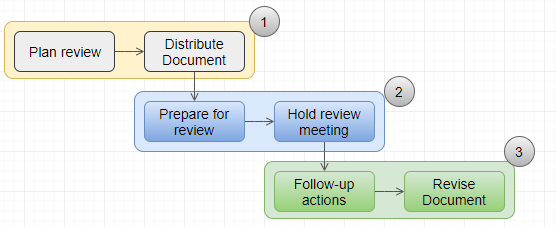 1
Plan review
Distribute
Document
2
Prepare for
review
Hold review
meeting
3
Follow-up
actions
Revise
Document